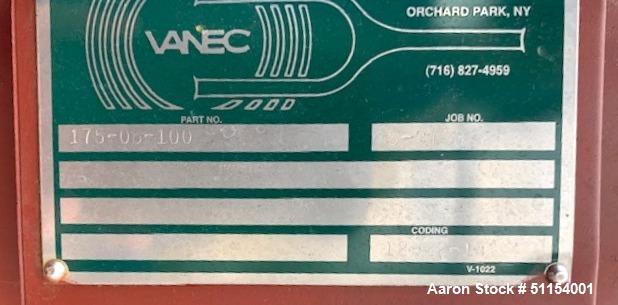 ORCHARD PARK, NY
VANEC
(716) 827-4959
PART NO.
JOB NO.
CODING
V-1022
Aaron Stock # 51154001